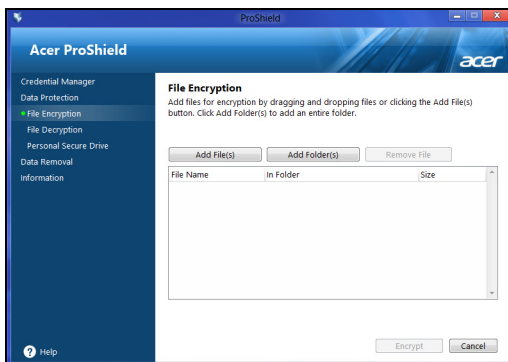 ProShield
Acer ProShield
acer
Credential Manager
Data Protection
File Encryption
File Decryption
Personal Secure Drive
Data Removal
Information
Help
File Encryption
Add files for encryption by dragging and dropping files or clicking the Add File(s)
button. Click Add Folder(s) to add an entire folder.
Add File(s) Add Folder(s) Remove File
File Name In Folder Size
Encrypt Cancel